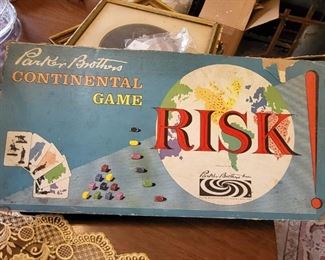 Parker Brothers
CONTINENTAL
GAME
RISK!
Parker Brothers